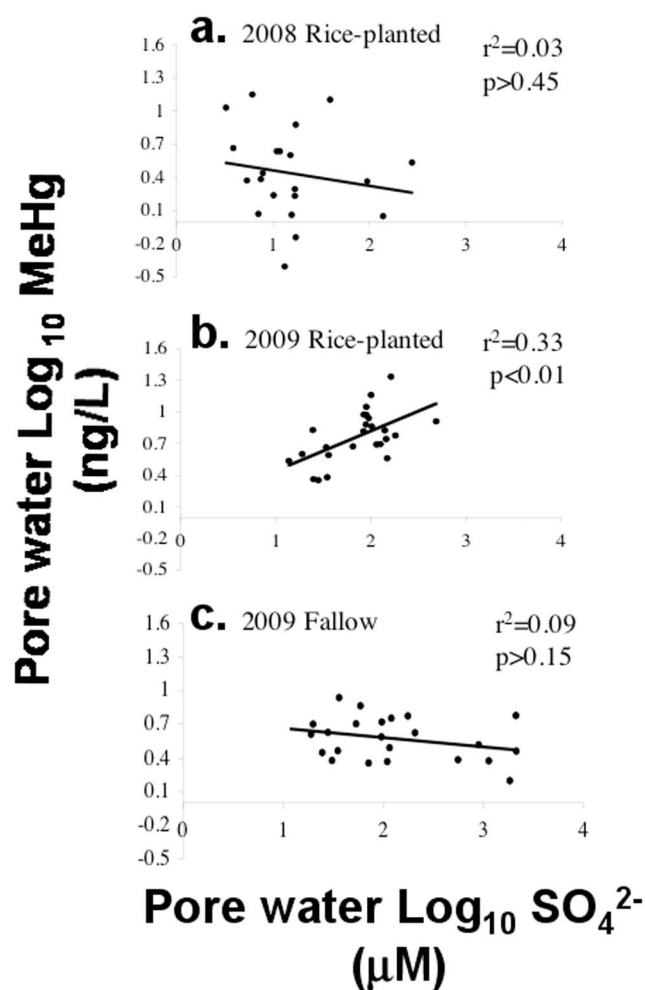 a. 2008 Rice-planted
r²=0.03
p>0.45
1.6
1.3
1
0.7
0.4
0.1
-0.2
-0.5
0 1 2 3 4
b. 2009 Rice-planted
r²=0.33
p<0.01
1.6
1.3
1
0.7
0.4
0.1
-0.2
-0.5
0 1 2 3 4
c. 2009 Fallow
r²=0.09
p>0.15
1.6
1.3
1
0.7
0.4
0.1
-0.2
-0.5
0 1 2 3 4
Pore water Log₁₀ MeHg
(ng/L)
Pore water Log₁₀ SO₄²⁻
(μM)